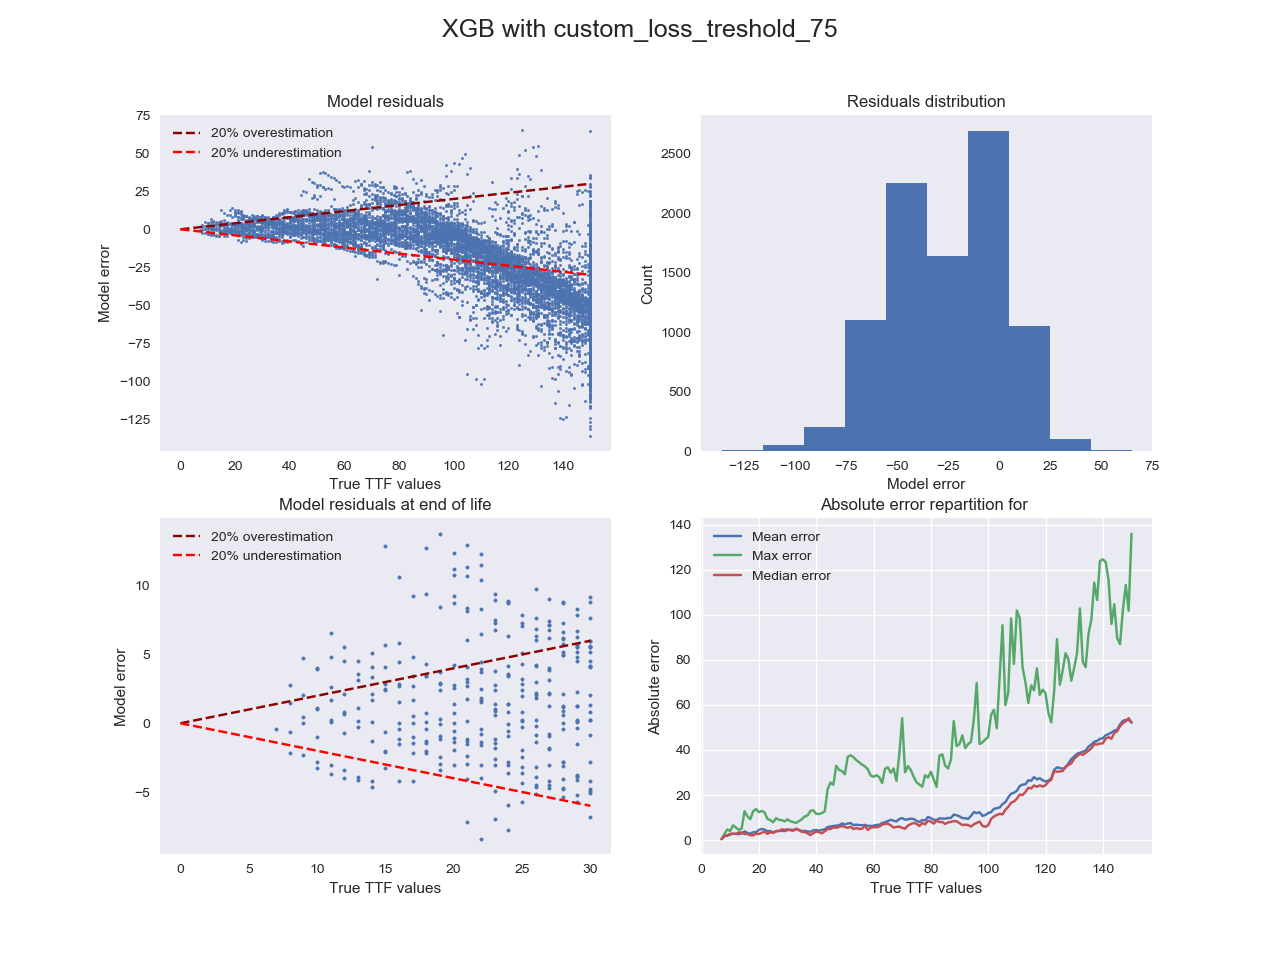 XGB with custom_loss_treshold_75
Model residuals
75
50
25
0
−25
−50
−75
−100
−125
Model error
20% overestimation
20% underestimation
0 20 40 60 80 100 120 140
True TTF values
Residuals distribution
2500
2000
1500
1000
500
0
Count
−125 −100 −75 −50 −25 0 25 50 75
Model error
Model residuals at end of life
10
5
0
−5
Model error
20% overestimation
20% underestimation
0 5 10 15 20 25 30
True TTF values
Absolute error repartition for
140
120
100
80
60
40
20
0
Absolute error
Mean error
Max error
Median error
0 20 40 60 80 100 120 140
True TTF values